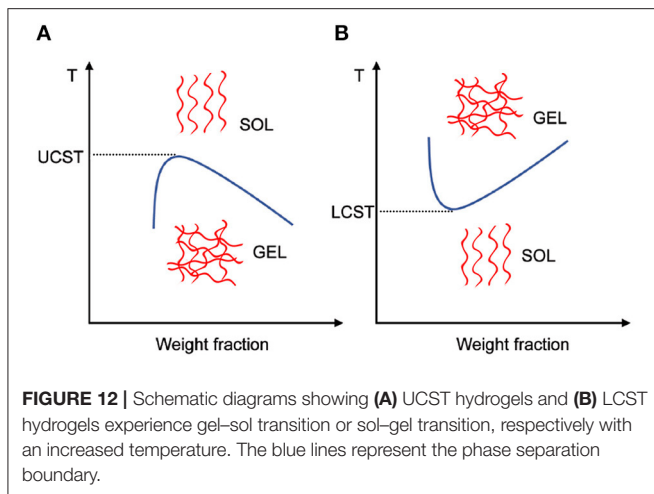 A
T
SOL
UCST
GEL
Weight fraction
B
T
GEL
LCST
SOL
Weight fraction
FIGURE 12 | Schematic diagrams showing (A) UCST hydrogels and (B) LCST
hydrogels experience gel–sol transition or sol–gel transition, respectively with
an increased temperature. The blue lines represent the phase separation
boundary.